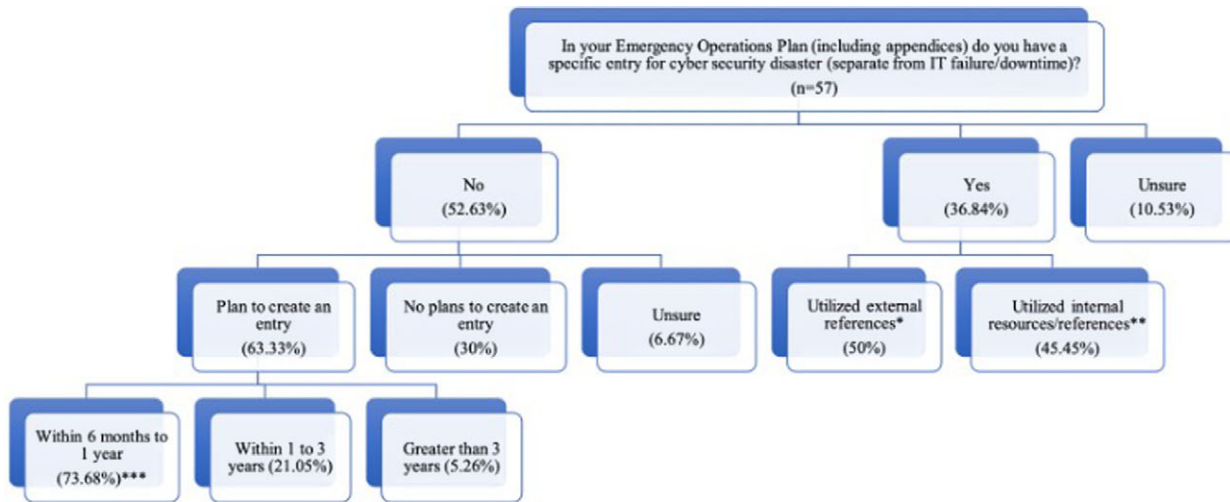 In your Emergency Operations Plan (including appendices) do you have a
specific entry for cyber security disaster (separate from IT failure/downtime)?
(n=57)
No
(52.63%)
Yes
(36.84%)
Unsure
(10.53%)
Plan to create an
entry
(63.33%)
No plans to create an
entry
(30%)
Unsure
(6.67%)
Utilized external
references*
(50%)
Utilized internal
resources/references**
(45.45%)
Within 6 months to
1 year
(73.68%)***
Within 1 to 3
years (21.05%)
Greater than 3
years (5.26%)